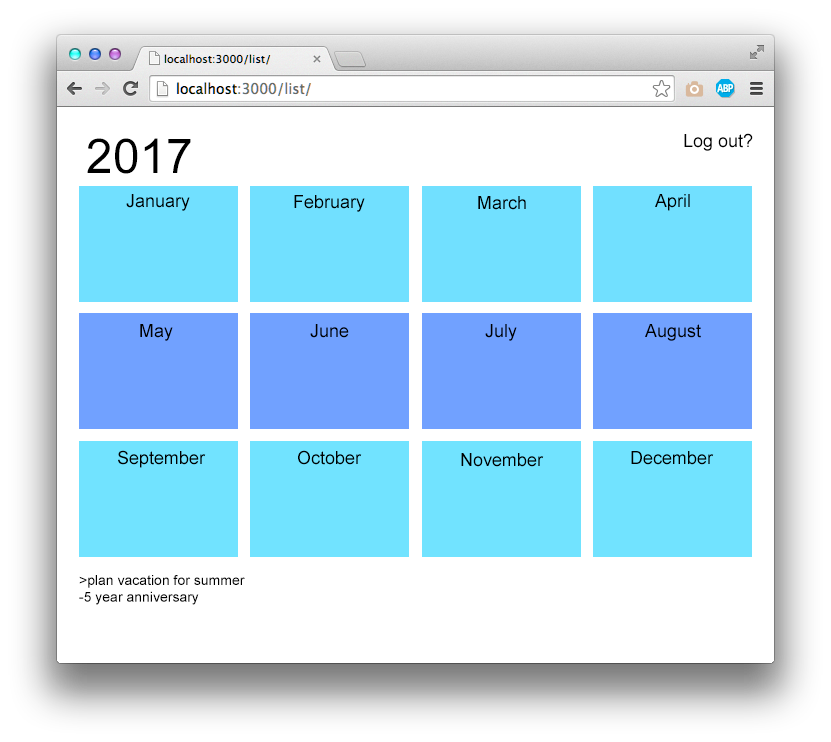 localhost:3000/list/
localhost:3000/list/
ABP
2017
Log out?
January February March April
May June July August
September October November December
>plan vacation for summer
-5 year anniversary